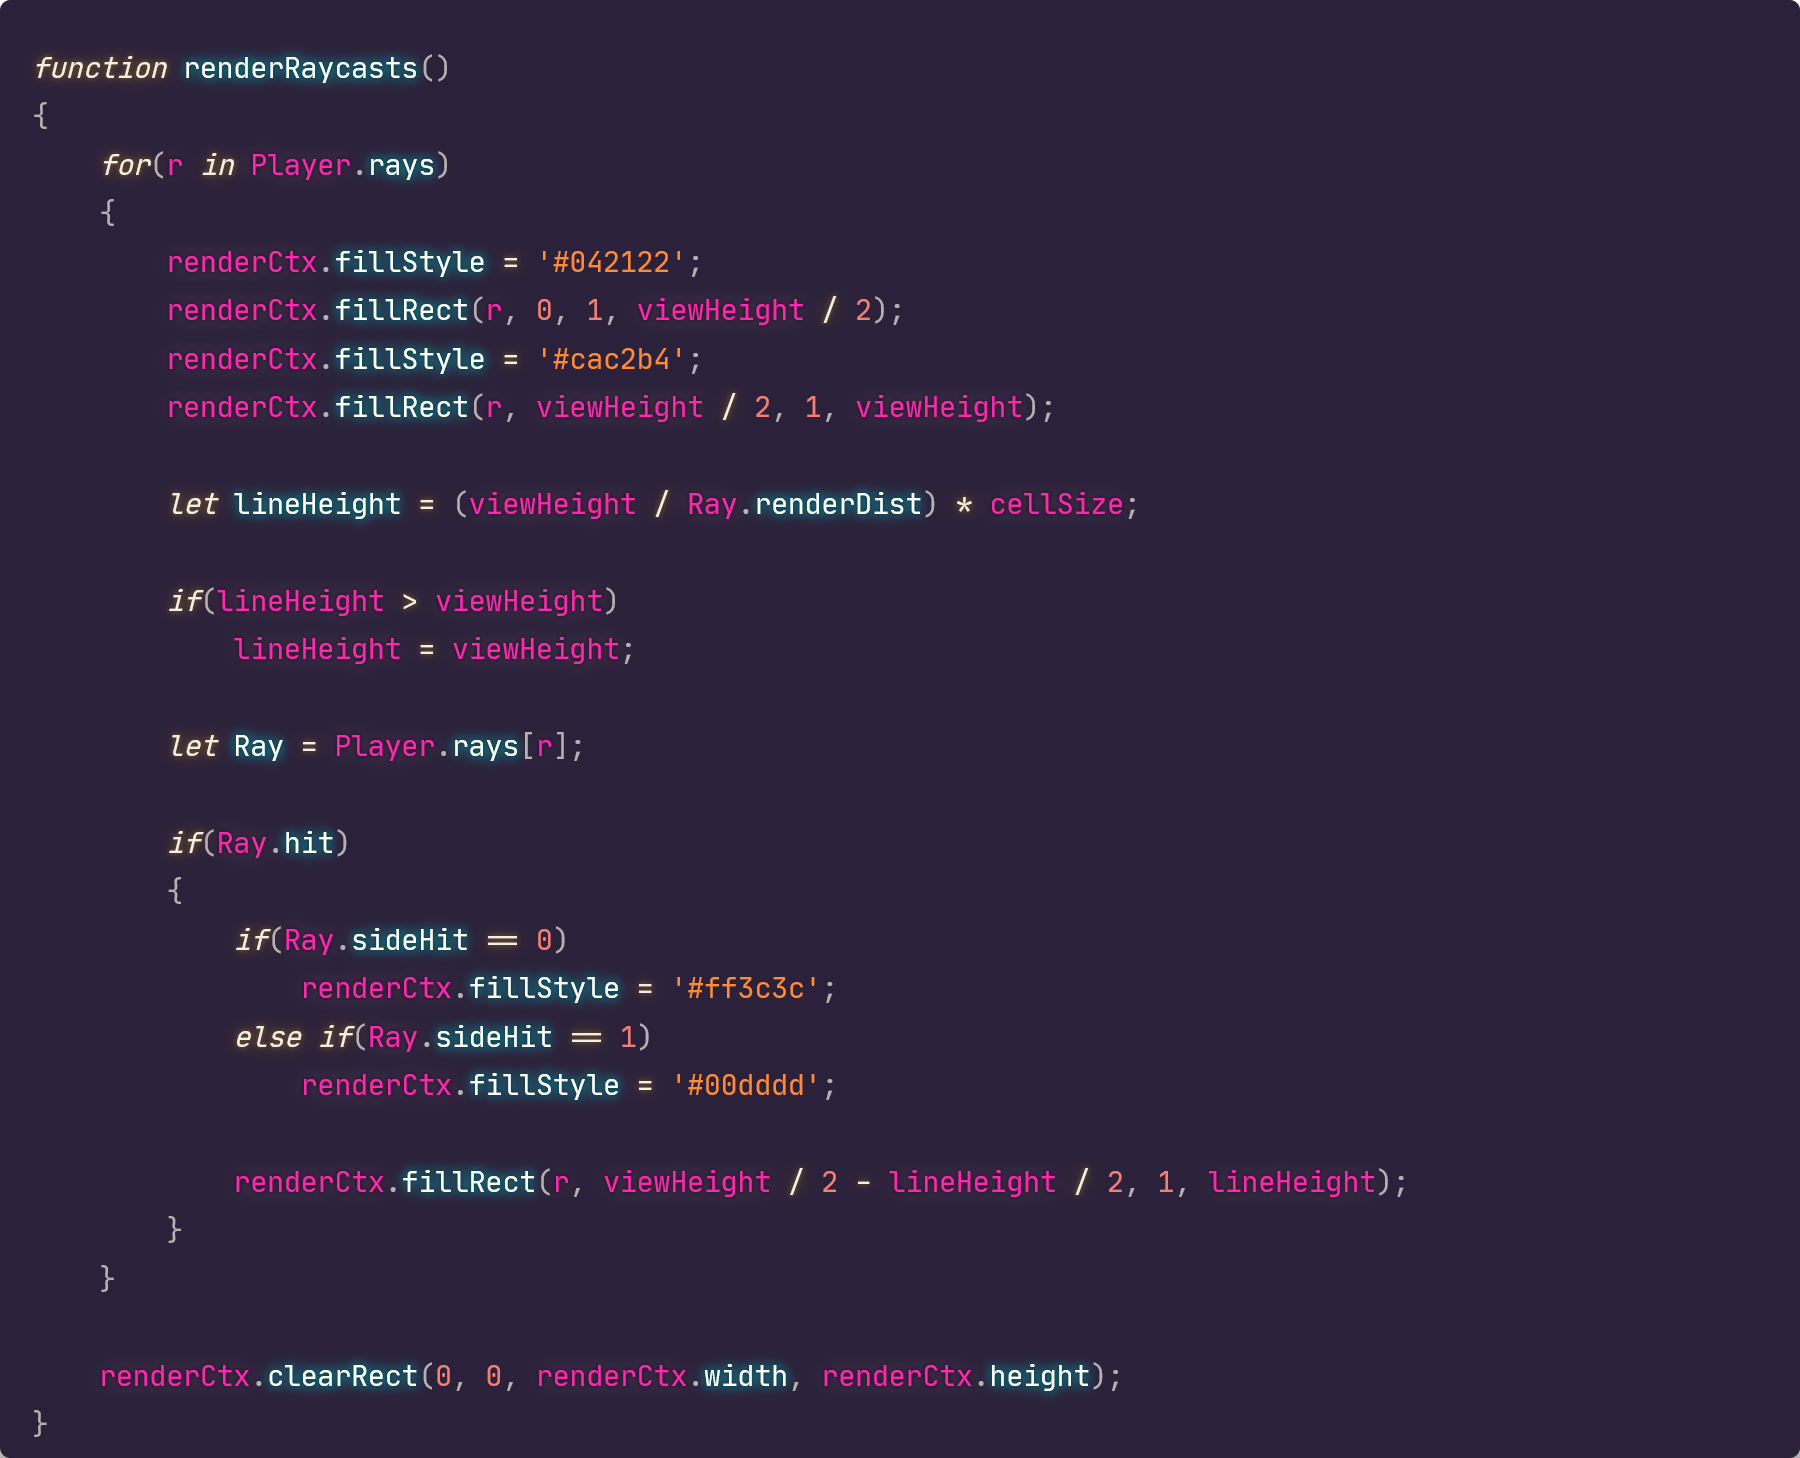 function renderRaycasts()
{
    for(r in Player.rays)
    {
        renderCtx.fillStyle = '#042122';
        renderCtx.fillRect(r, 0, 1, viewHeight / 2);
        renderCtx.fillStyle = '#cac2b4';
        renderCtx.fillRect(r, viewHeight / 2, 1, viewHeight);

        let lineHeight = (viewHeight / Ray.renderDist) * cellSize;

        if(lineHeight > viewHeight)
            lineHeight = viewHeight;

        let Ray = Player.rays[r];

        if(Ray.hit)
        {
            if(Ray.sideHit == 0)
                renderCtx.fillStyle = '#ff3c3c';
            else if(Ray.sideHit == 1)
                renderCtx.fillStyle = '#00dddd';

            renderCtx.fillRect(r, viewHeight / 2 - lineHeight / 2, 1, lineHeight);
        }
    }

    renderCtx.clearRect(0, 0, renderCtx.width, renderCtx.height);
}